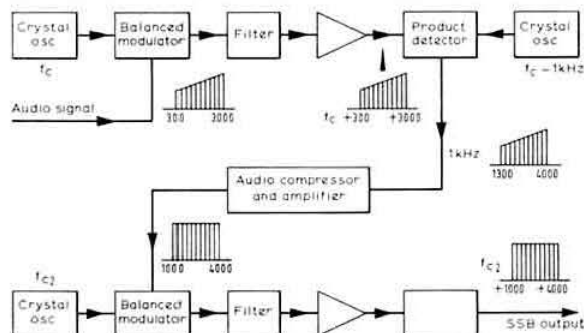 Crystal
osc
Balanced
modulator
Filter
Product
detector
Crystal
osc
fc
fc - 1kHz
Audio signal
300 3000
fc +300 +3000
1kHz
1300 4000
Audio compressor
and amplifier
1000 4000
fc2
fc2
+1000 +4000
Crystal
osc
Balanced
modulator
Filter
SSB output